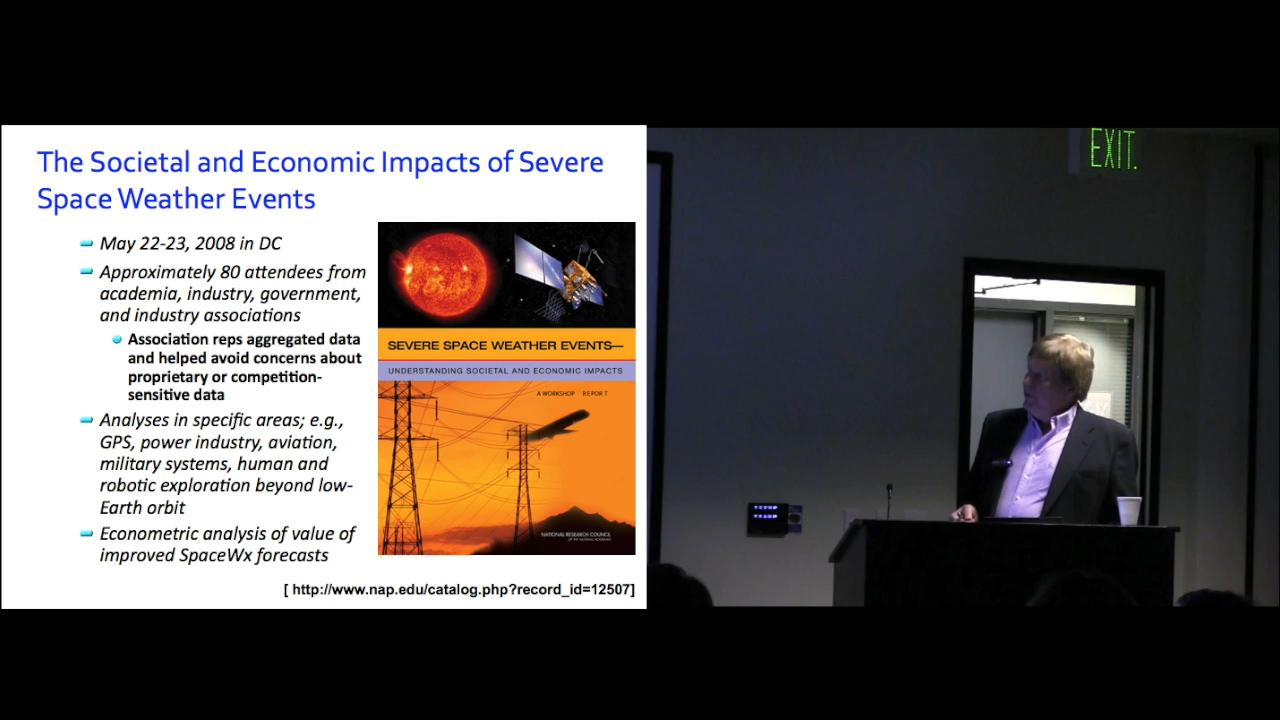 The Societal and Economic Impacts of Severe
Space Weather Events
May 22-23, 2008 in DC
Approximately 80 attendees from
academia, industry, government,
and industry associations
Association reps aggregated data
and helped avoid concerns about
proprietary or competition-
sensitive data
Analyses in specific areas; e.g.,
GPS, power industry, aviation,
military systems, human and
robotic exploration beyond low-
Earth orbit
Econometric analysis of value of
improved SpaceWx forecasts
SEVERE SPACE WEATHER EVENTS—
UNDERSTANDING SOCIETAL AND ECONOMIC IMPACTS
A WORKSHOP REPORT
NATIONAL RESEARCH COUNCIL
OF THE NATIONAL ACADEMIES
[ http://www.nap.edu/catalog.php?record_id=12507]
EXIT